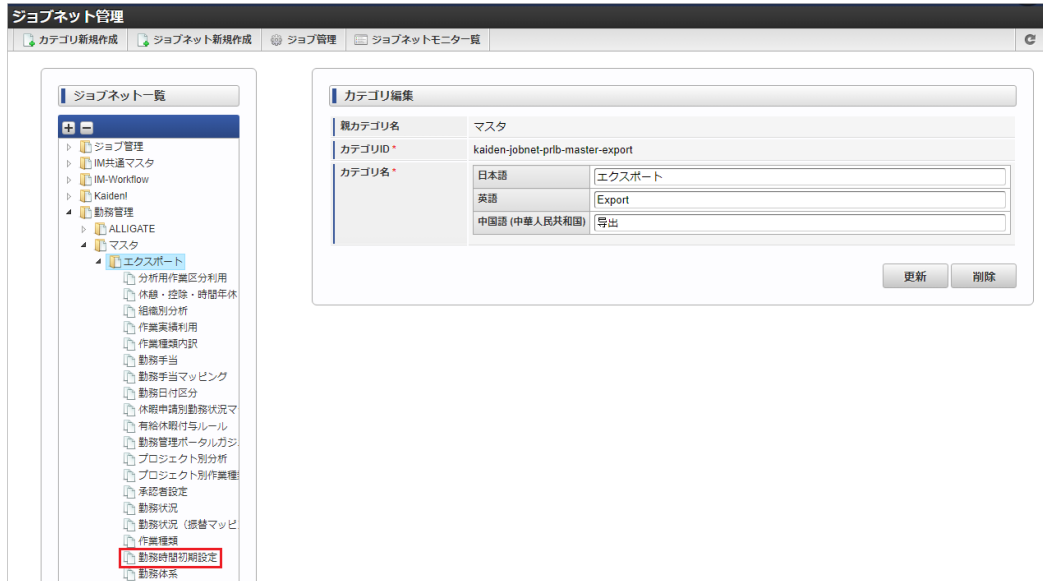 ジョブネット管理
カテゴリ新規作成 ジョブネット新規作成 ジョブ管理 ジョブネットモニタ一覧
ジョブネット一覧
ジョブ管理
IM共通マスタ
IM-Workflow
Kaiden!
勤務管理
ALLIGATE
マスタ
エクスポート
分析用作業区分利用
休憩・控除・時間年休
組織別分析
作業実績利用
作業種類内訳
勤務手当
勤務手当マッピング
勤務日付区分
休暇申請別勤務状況マ
有給休暇付与ルール
勤務管理ポータルガジ
プロジェクト別分析
プロジェクト別作業種
承認者設定
勤務状況
勤務状況（振替マッピ
作業種類
勤務時間初期設定
勤務体系
カテゴリ編集
親カテゴリ名 マスタ
カテゴリID * kaiden-jobnet-prlb-master-export
カテゴリ名 *
日本語 エクスポート
英語 Export
中国語 (中華人民共和国) 导出
更新 削除